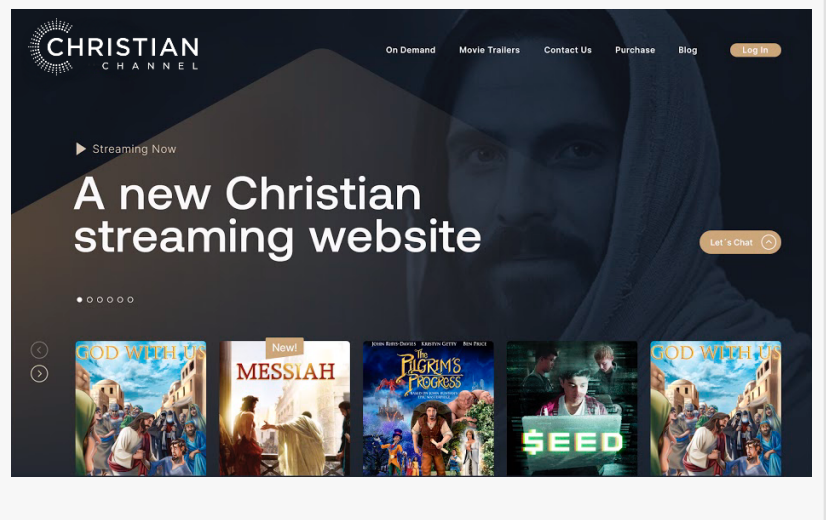 CHRISTIAN
CHANNEL
On Demand
Movie Trailers
Contact Us
Purchase
Blog
Log In
Streaming Now
A new Christian
streaming website
Let´s Chat
GOD WITH US
New!
MESSIAH
JOHN RHYS-DAVIES KRISTYN GETTY BEN PRICE
The
PILGRIM'S
PROGRESS
$EED
GOD WITH US